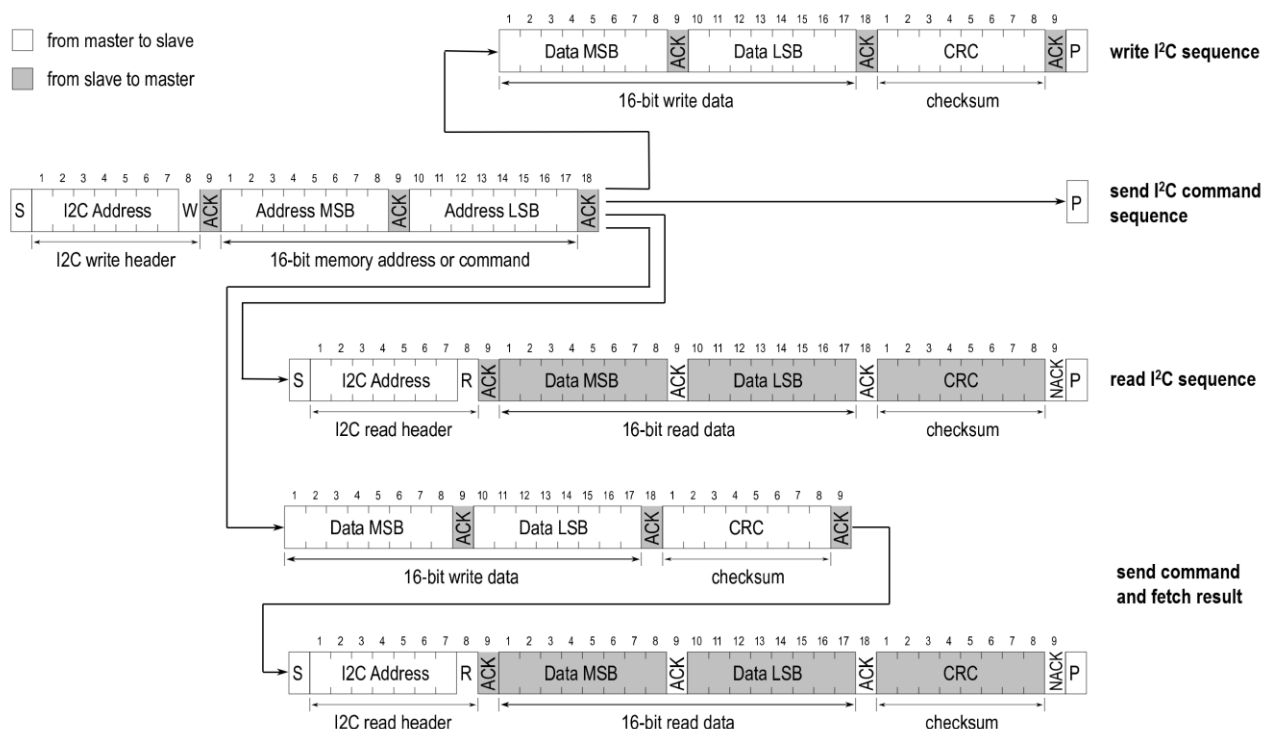 1 2 3 4 5 6 7 8 9 10 11 12 13 14 15 16 17 18 1 2 3 4 5 6 7 8 9
from master to slave
Data MSB ACK Data LSB ACK CRC ACK P
write I²C sequence
from slave to master
16-bit write data checksum
1 2 3 4 5 6 7 8 9 1 2 3 4 5 6 7 8 9 10 11 12 13 14 15 16 17 18
S I2C Address W ACK Address MSB ACK Address LSB ACK
P
send I²C command
sequence
I2C write header 16-bit memory address or command
1 2 3 4 5 6 7 8 9 1 2 3 4 5 6 7 8 9 10 11 12 13 14 15 16 17 18 1 2 3 4 5 6 7 8 9
S I2C Address R ACK Data MSB ACK Data LSB ACK CRC NACK P
read I²C sequence
I2C read header 16-bit read data checksum
1 2 3 4 5 6 7 8 9 10 11 12 13 14 15 16 17 18 1 2 3 4 5 6 7 8 9
Data MSB ACK Data LSB ACK CRC ACK
16-bit write data checksum
send command
and fetch result
1 2 3 4 5 6 7 8 9 1 2 3 4 5 6 7 8 9 10 11 12 13 14 15 16 17 18 1 2 3 4 5 6 7 8 9
S I2C Address R ACK Data MSB ACK Data LSB ACK CRC NACK P
I2C read header 16-bit read data checksum